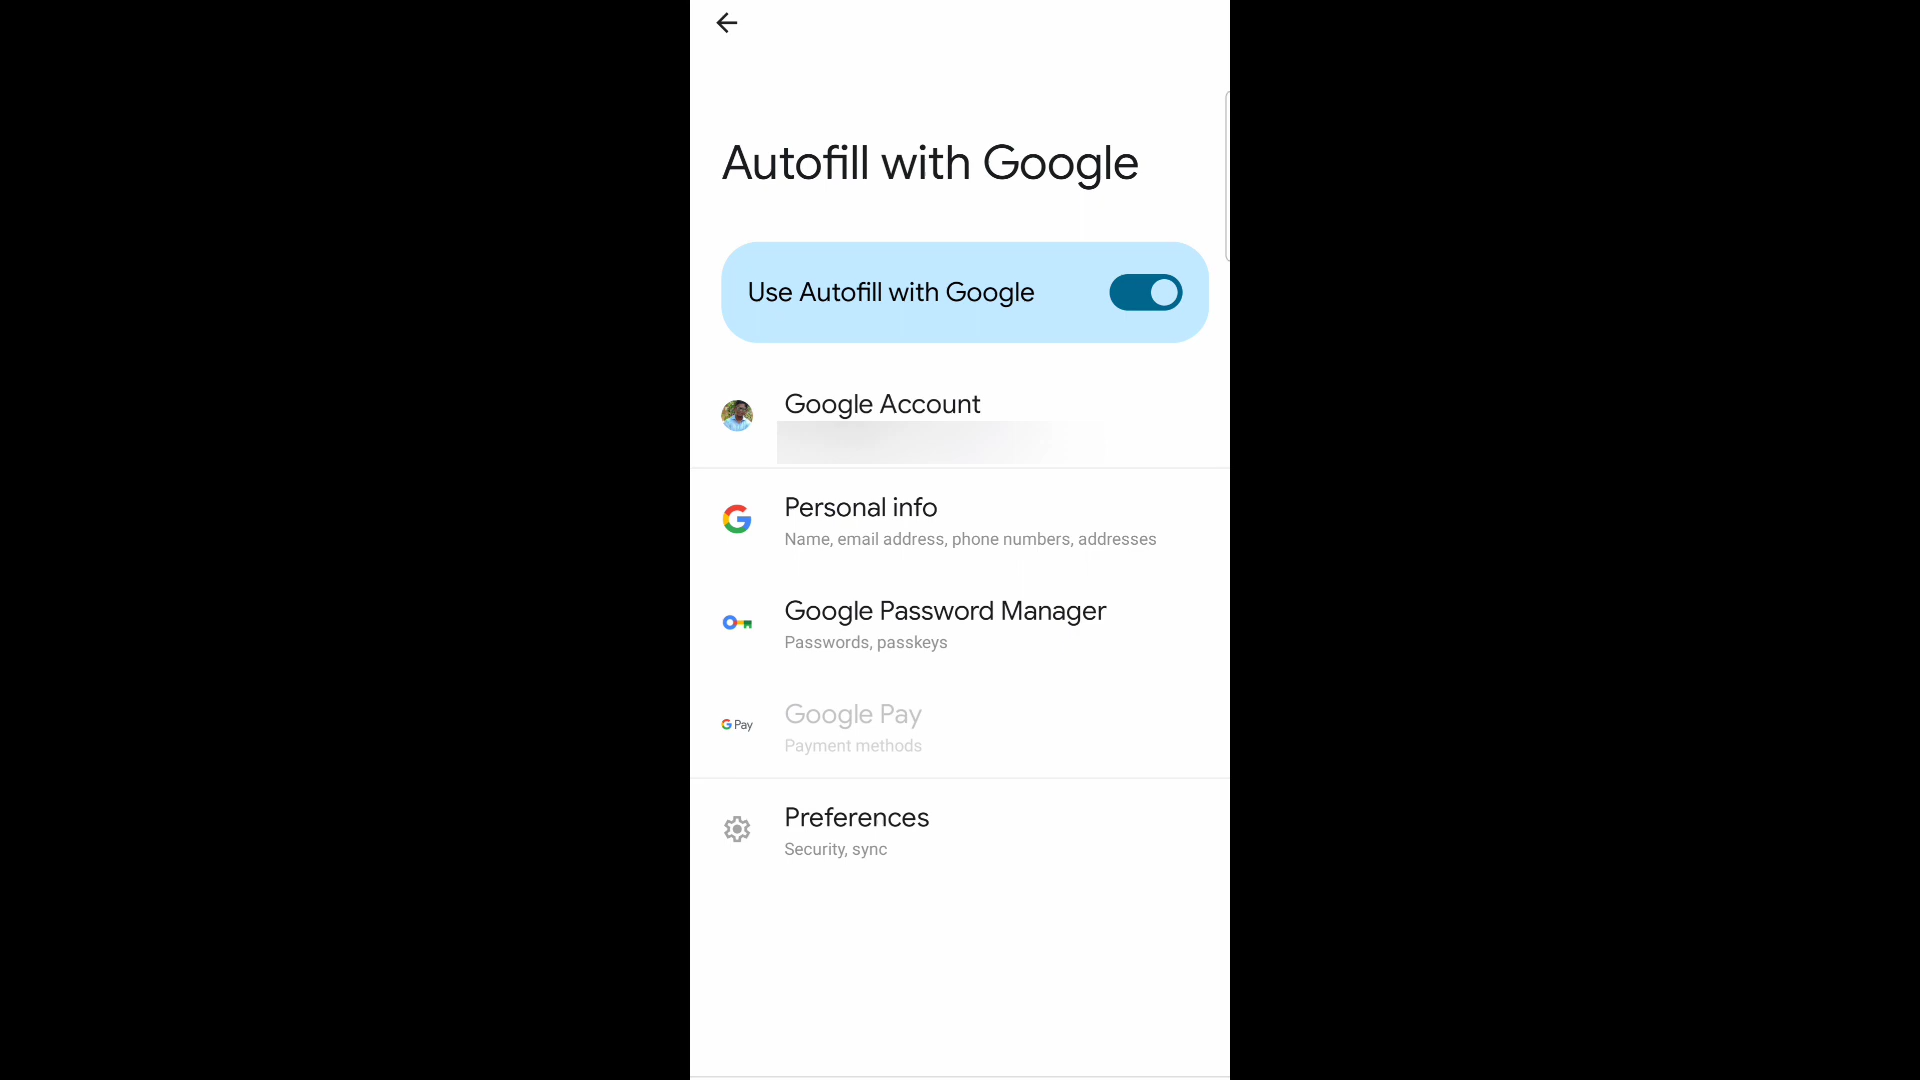 Autofill with Google
Use Autofill with Google
Google Account
Personal info
Name, email address, phone numbers, addresses
Google Password Manager
Passwords, passkeys
G Pay
Google Pay
Payment methods
Preferences
Security, sync